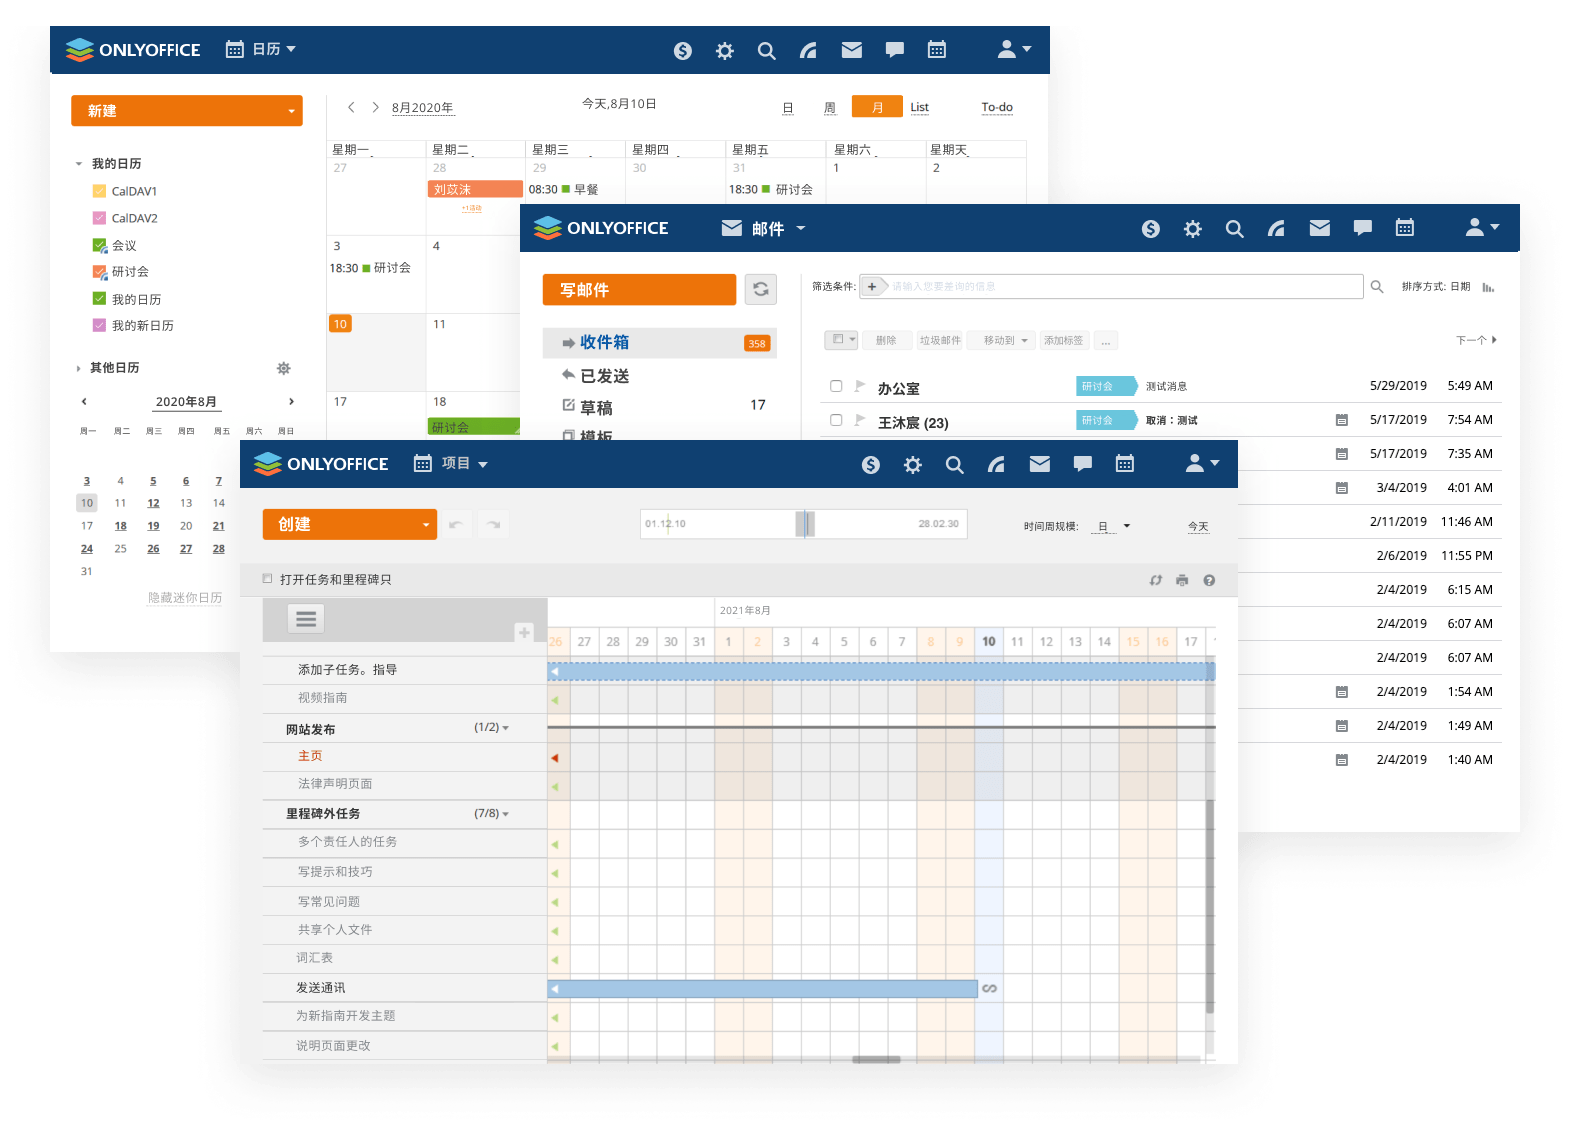 ONLYOFFICE 日历
新建
8月2020年 今天,8月10日 日 周 月 List To-do
我的日历
CalDAV1
CalDAV2
会议
研讨会
我的日历
我的新日历
其他日历
2020年8月
周一 周二 周三 周四 周五 周六 周日
3 4 5 6 7
10 11 12 13 14
17 18 19 20 21
24 25 26 27 28
31
隐藏迷你日历
星期一 星期二 星期三 星期四 星期五 星期六 星期天
27 28 29 30 31 1 2
刘苡沫 08:30 早餐 18:30 研讨会
+1活动
3 4
18:30 研讨会
10 11
17 18
研讨会
ONLYOFFICE 邮件
写邮件
收件箱 358
已发送
草稿 17
模板
筛选条件: + 请输入您要差询的信息 排序方式: 日期
删除 垃圾邮件 移动到 添加标签 ... 下一个
办公室 研讨会 测试消息 5/29/2019 5:49 AM
王沐宸 (23) 研讨会 取消：测试 5/17/2019 7:54 AM
5/17/2019 7:35 AM
3/4/2019 4:01 AM
2/11/2019 11:46 AM
2/6/2019 11:55 PM
2/4/2019 6:15 AM
2/4/2019 6:07 AM
2/4/2019 6:07 AM
2/4/2019 1:54 AM
2/4/2019 1:49 AM
2/4/2019 1:40 AM
ONLYOFFICE 项目
创建 01.12.10 28.02.30 时间周规模: 日 今天
打开任务和里程碑只
2021年8月
26 27 28 29 30 31 1 2 3 4 5 6 7 8 9 10 11 12 13 14 15 16 17
添加子任务。指导
视频指南
网站发布 (1/2)
主页
法律声明页面
里程碑外任务 (7/8)
多个责任人的任务
写提示和技巧
写常见问题
共享个人文件
词汇表
发送通讯
为新指南开发主题
说明页面更改